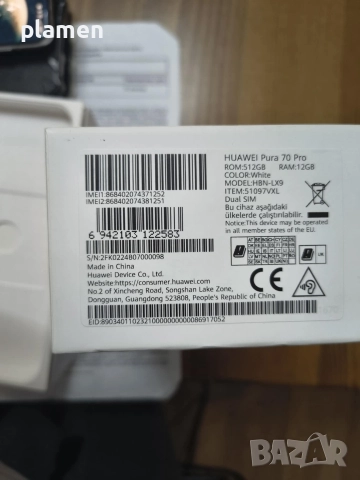 plamen
HUAWEI Pura 70 Pro
ROM:512GB RAM:12GB
COLOR:White
MODEL:HBN-LX9
ITEM:51097VXL
Dual SIM
Bu cihaz aşağıdaki
ülkelerde çalıştırılabilir:
Notice:This device may be operated
in all member states of the EU
IMEI1:868402074371252
IMEI2:868402074381251
6 942103 122583
S/N:2FK0224807000098
Made in China
Huawei Device Co., Ltd.
Website: https://consumer.huawei.com
No.2 of Xincheng Road, Songshan Lake Zone,
Dongguan, Guangdong 523808, People's Republic of China
CE
BAZAR.BG